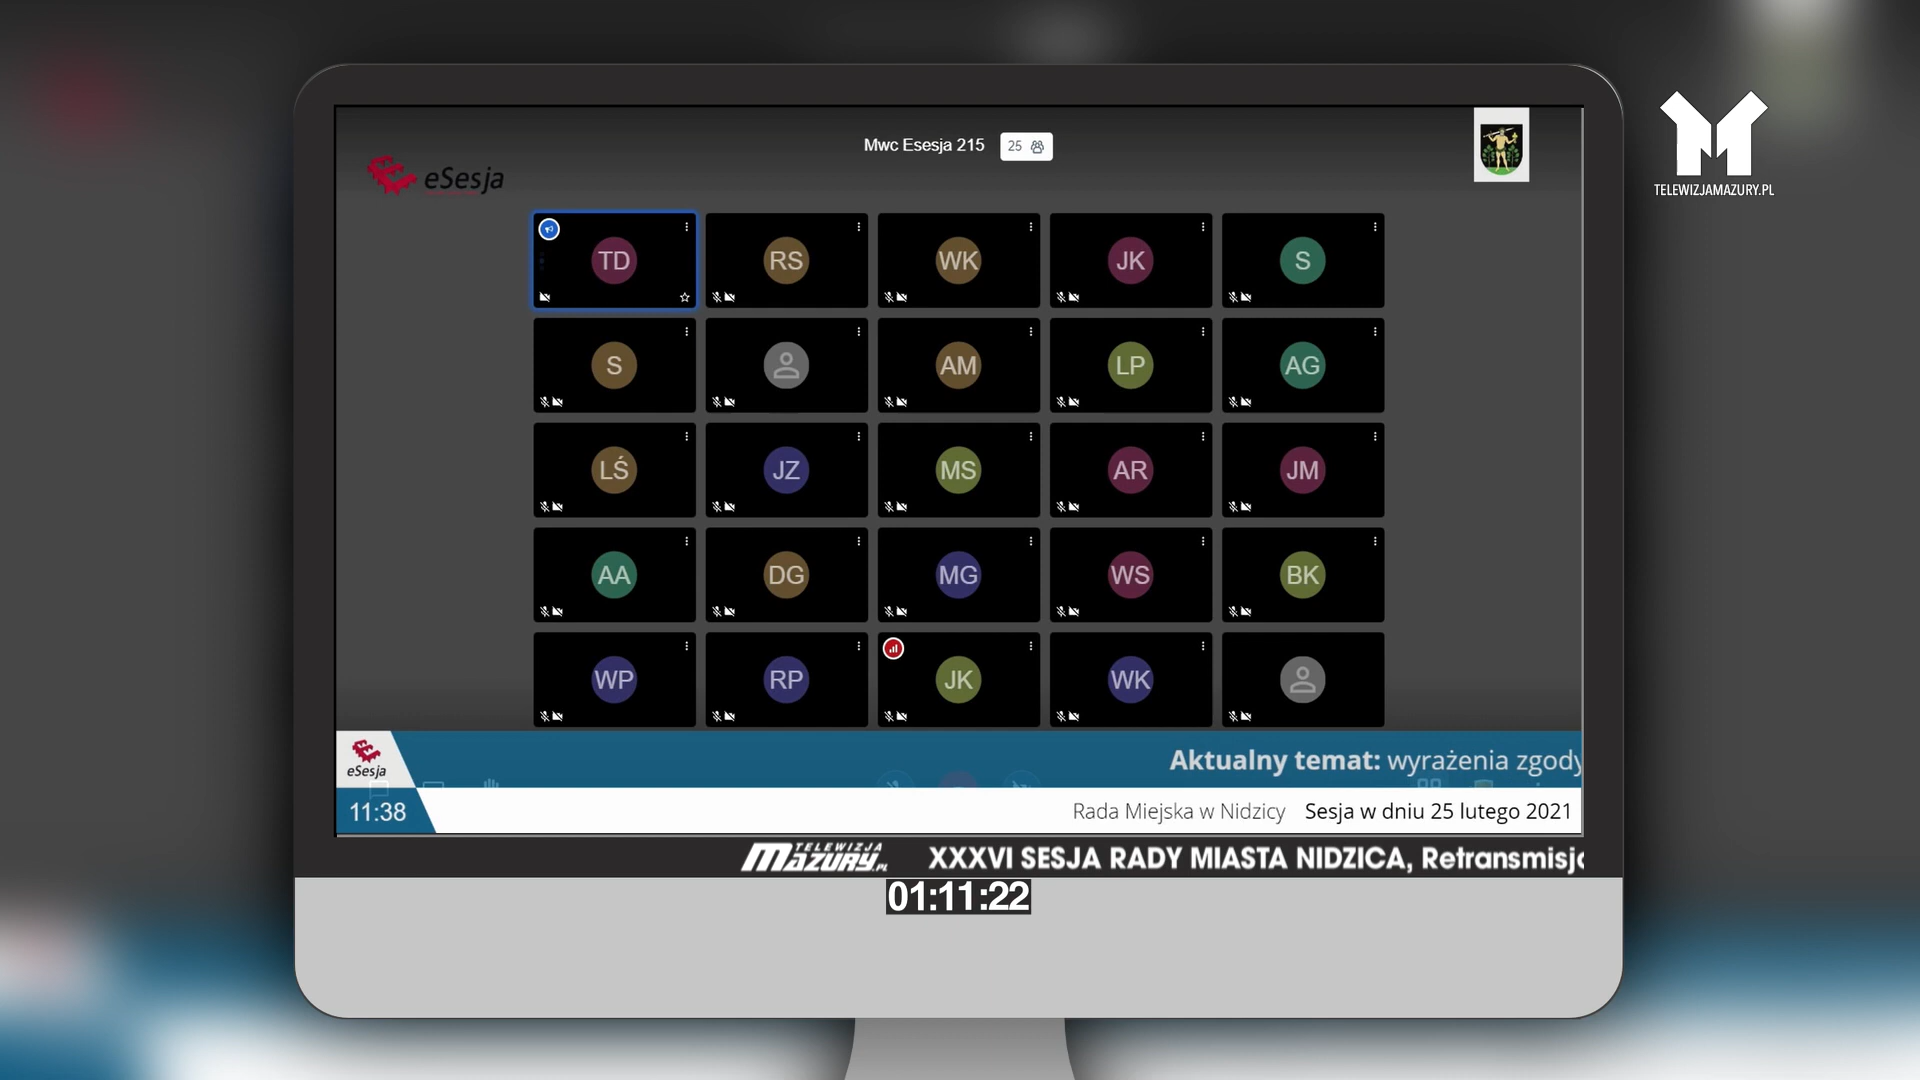 Mwc Esesja 215 25
eSesja
TELEWIZJAMAZURY.PL
TD RS WK JK S
S AM LP AG
LŚ JZ MS AR JM
AA DG MG WS BK
WP RP JK WK
Aktualny temat: wyrażenia zgody
eSesja
11:38 Rada Miejska w Nidzicy Sesja w dniu 25 lutego 2021
TELEWIZJA MAZURY.PL XXXVI SESJA RADY MIASTA NIDZICA, Retransmisja
01:11:22